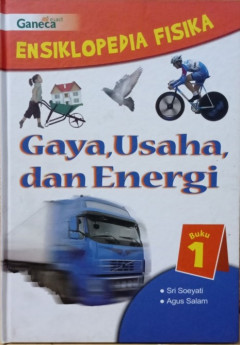 Ganeca
ENSIKLOPEDIA FISIKA
Gaya, Usaha,
dan Energi
Buku
1
• Sri Soeyati
• Agus Salam